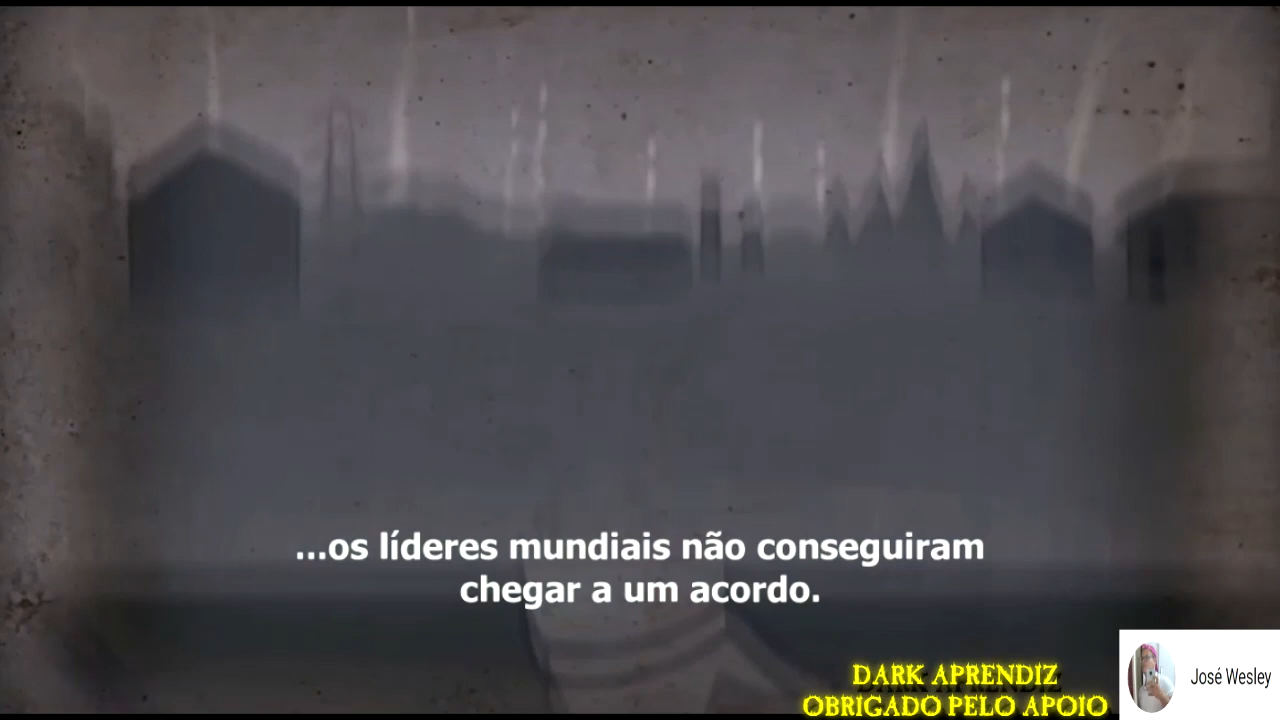 ...os líderes mundiais não conseguiram
chegar a um acordo.
DARK APRENDIZ
OBRIGADO PELO APOIO
José Wesley